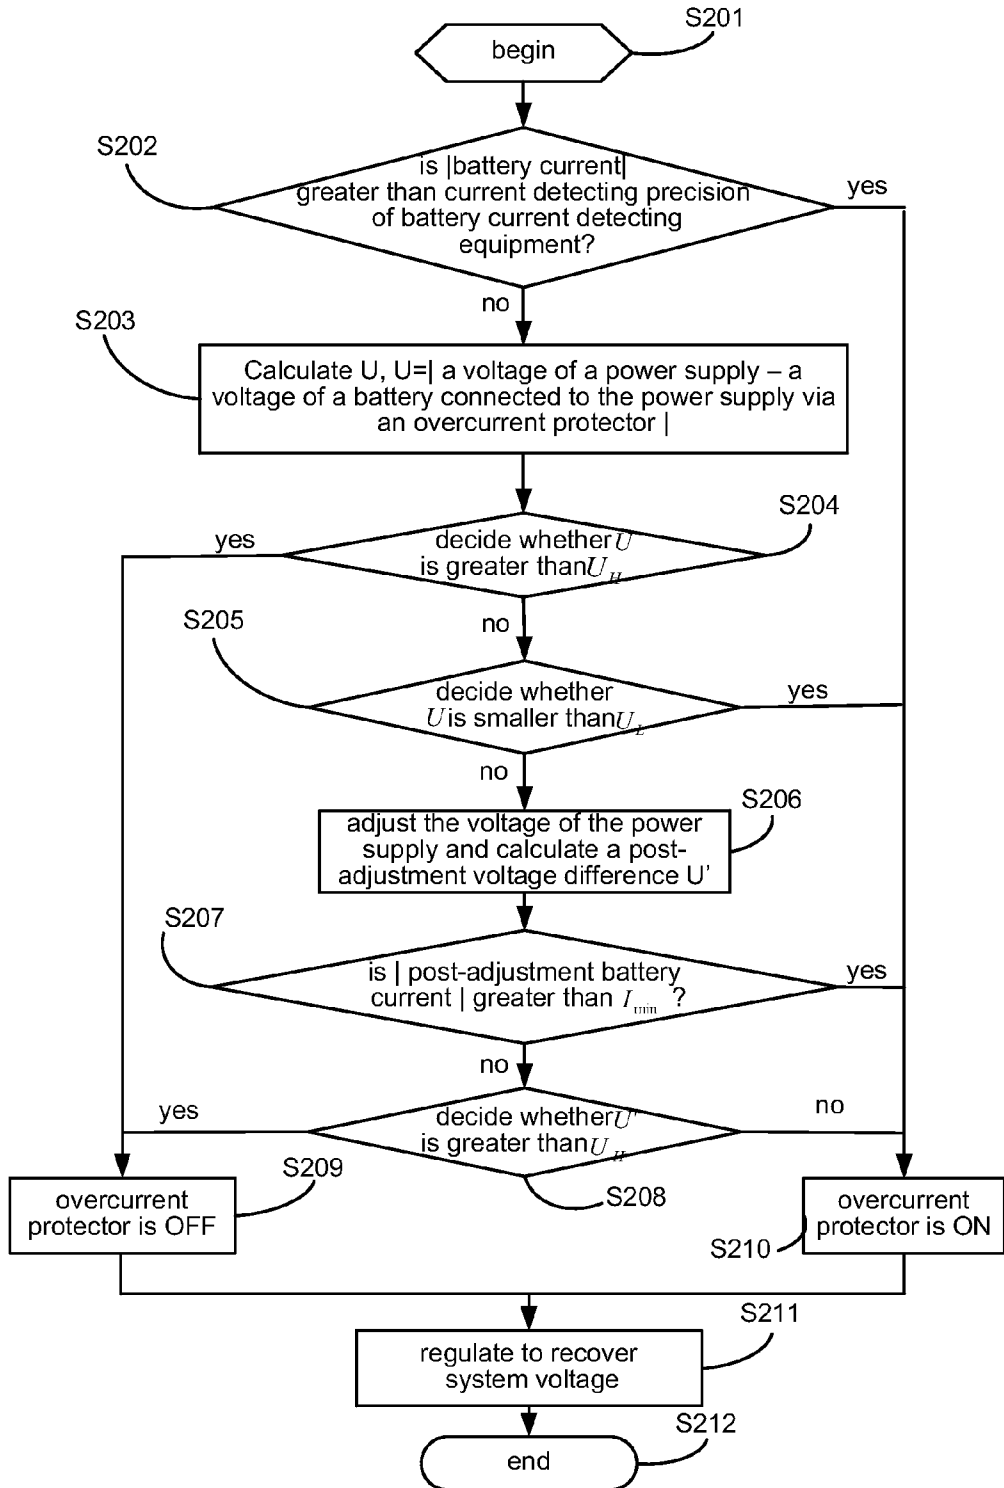 S201
begin
S202
is |battery current|
greater than current detecting precision
of battery current detecting
equipment?
yes
no
S203
Calculate U, U=| a voltage of a power supply – a
voltage of a battery connected to the power supply via
an overcurrent protector |
S204
yes
decide whether U
is greater than U_H
no
S205
decide whether
U is smaller than U_L
yes
no
S206
adjust the voltage of the power
supply and calculate a post-
adjustment voltage difference U'
S207
is | post-adjustment battery
current | greater than I_min ?
yes
no
yes
decide whether U'
is greater than U_H
no
S208
S209
overcurrent
protector is OFF
overcurrent
protector is ON
S210
S211
regulate to recover
system voltage
S212
end